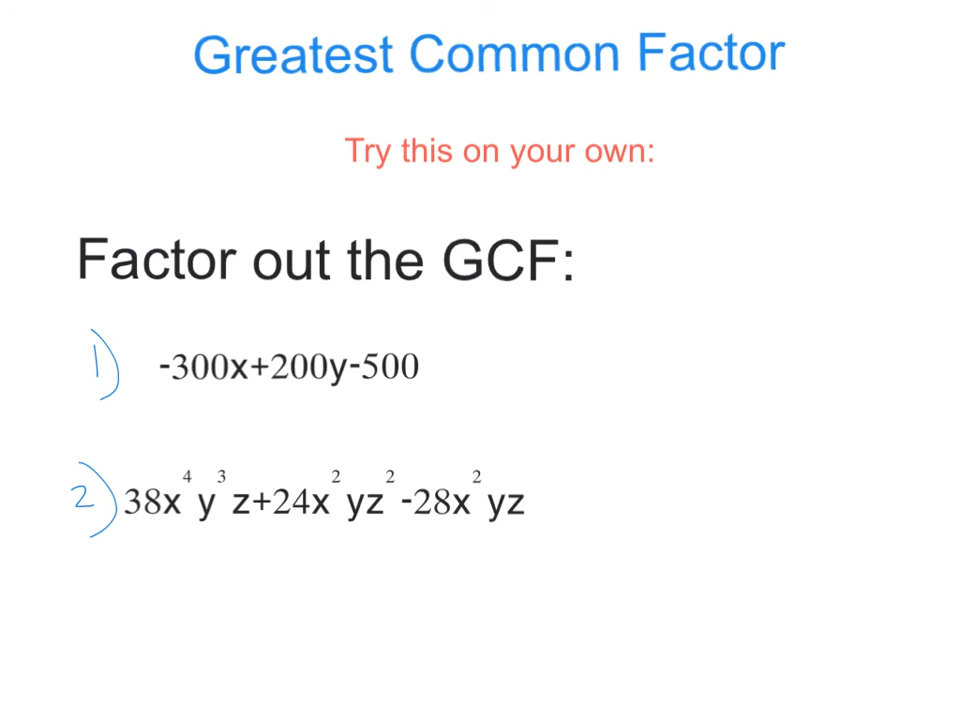 Greatest Common Factor
Try this on your own:
Factor out the GCF:
1) -300x+200y-500
2) 38x⁴y³z+24x²yz²-28x²yz